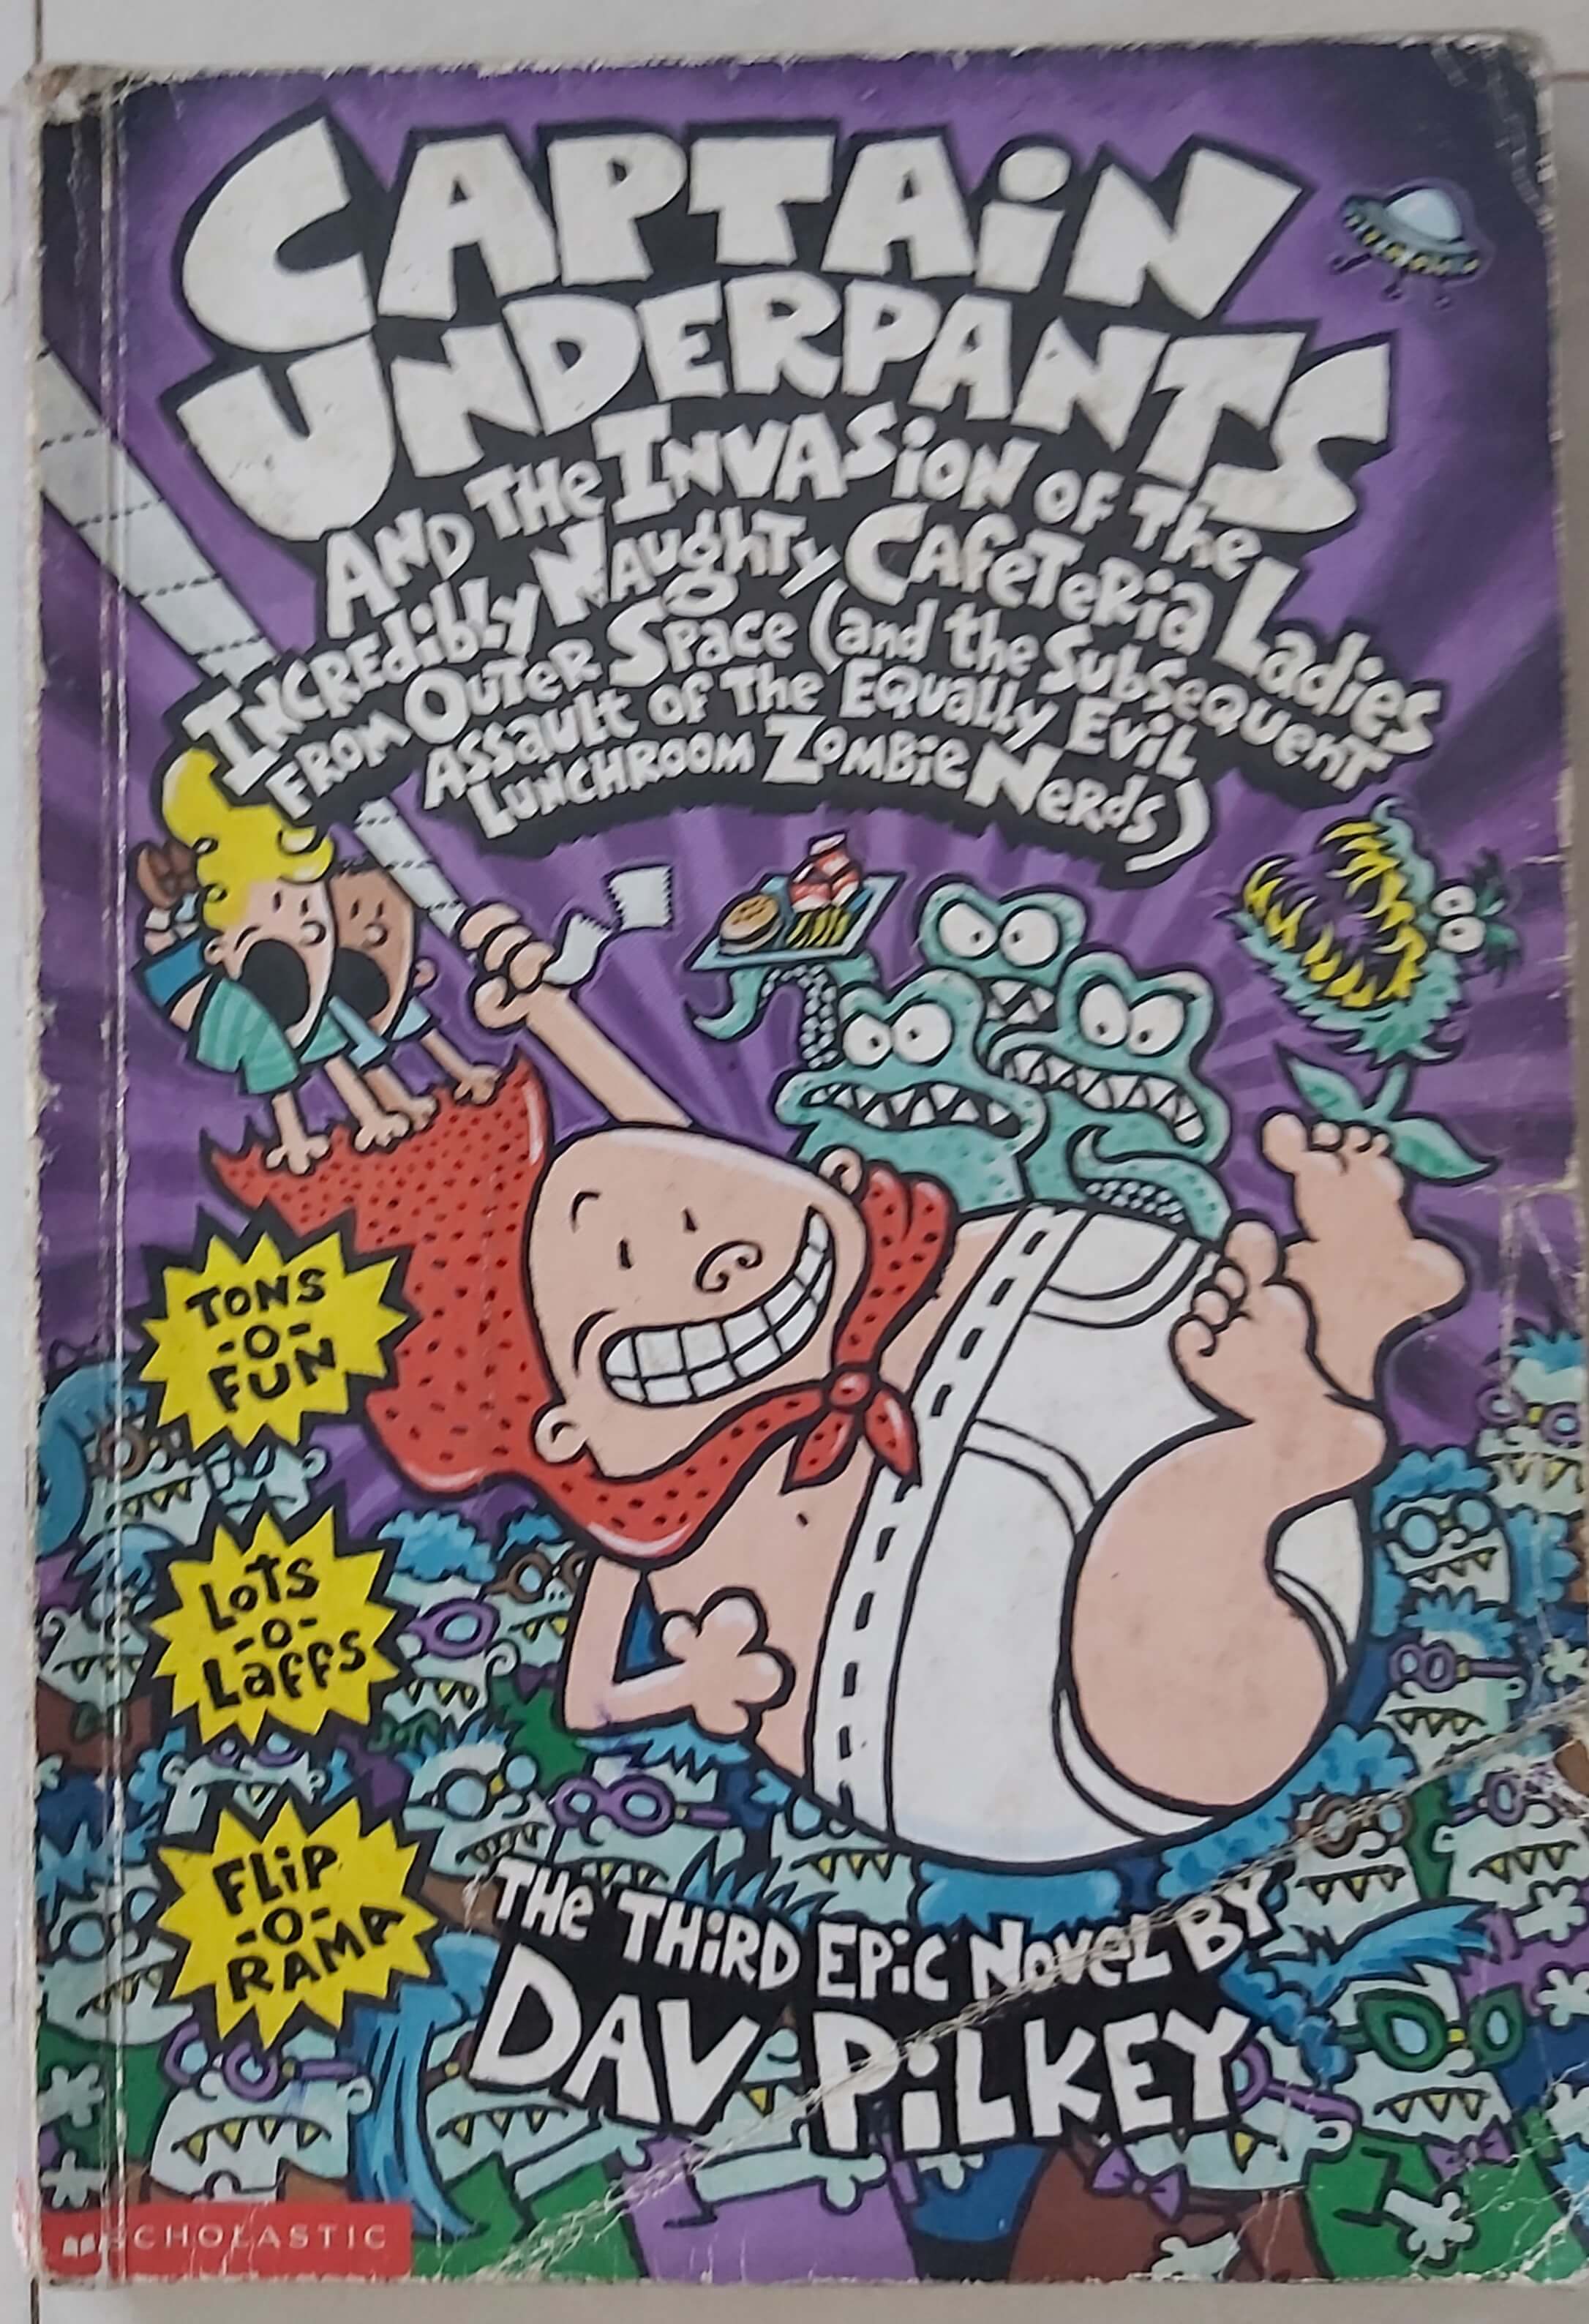 CAPTAiN
UNDERPANTS
AND THe INVASiON OF THe
INCREdiblY NAughTy CAFeTeRia Ladies
FROM OUTER SPace (and the Subsequent
Assault of The EQuaLLy EviL
LUNCHROOM ZOMBiE NeRds)
TONS
-O-
FUN
LoTs
-O-
LaFFS
FLiP
-O-
RAMA
THe THiRD EPiC NoveL BY
DAV PiLKEY
SCHOLASTIC